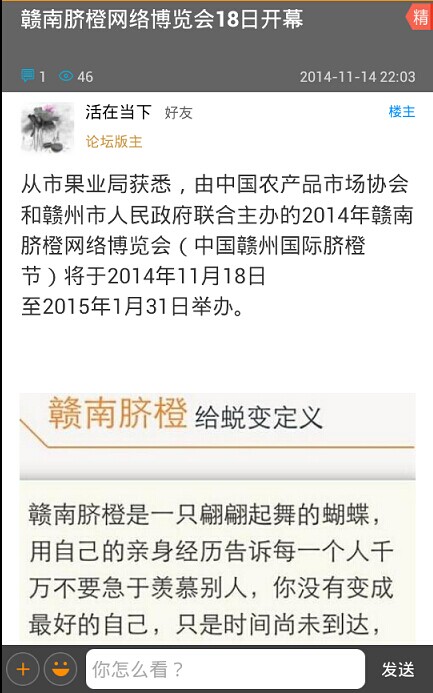 赣南脐橙网络博览会18日开幕
精
1 46 2014-11-14 22:03
活在当下 好友 楼主
论坛版主
从市果业局获悉，由中国农产品市场协会
和赣州市人民政府联合主办的2014年赣南
脐橙网络博览会（中国赣州国际脐橙
节）将于2014年11月18日
至2015年1月31日举办。
赣南脐橙 给蜕变定义
赣南脐橙是一只翩翩起舞的蝴蝶，
用自己的亲身经历告诉每一个人千
万不要急于羡慕别人，你没有变成
最好的自己，只是时间尚未到达，
你怎么看？ 发送